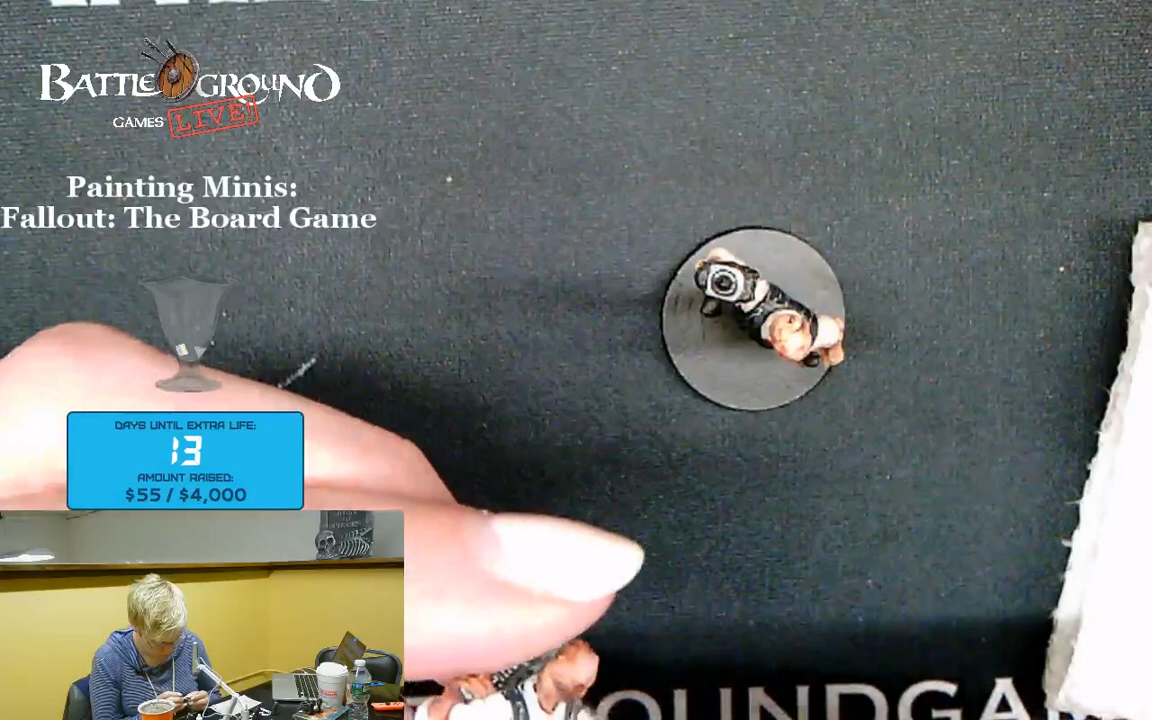 BATTLEGROUND
GAMES LIVE!
Painting Minis:
Fallout: The Board Game
DAYS UNTIL EXTRA LIFE:
13
AMOUNT RAISED:
$55 / $4,000
OUNDGA